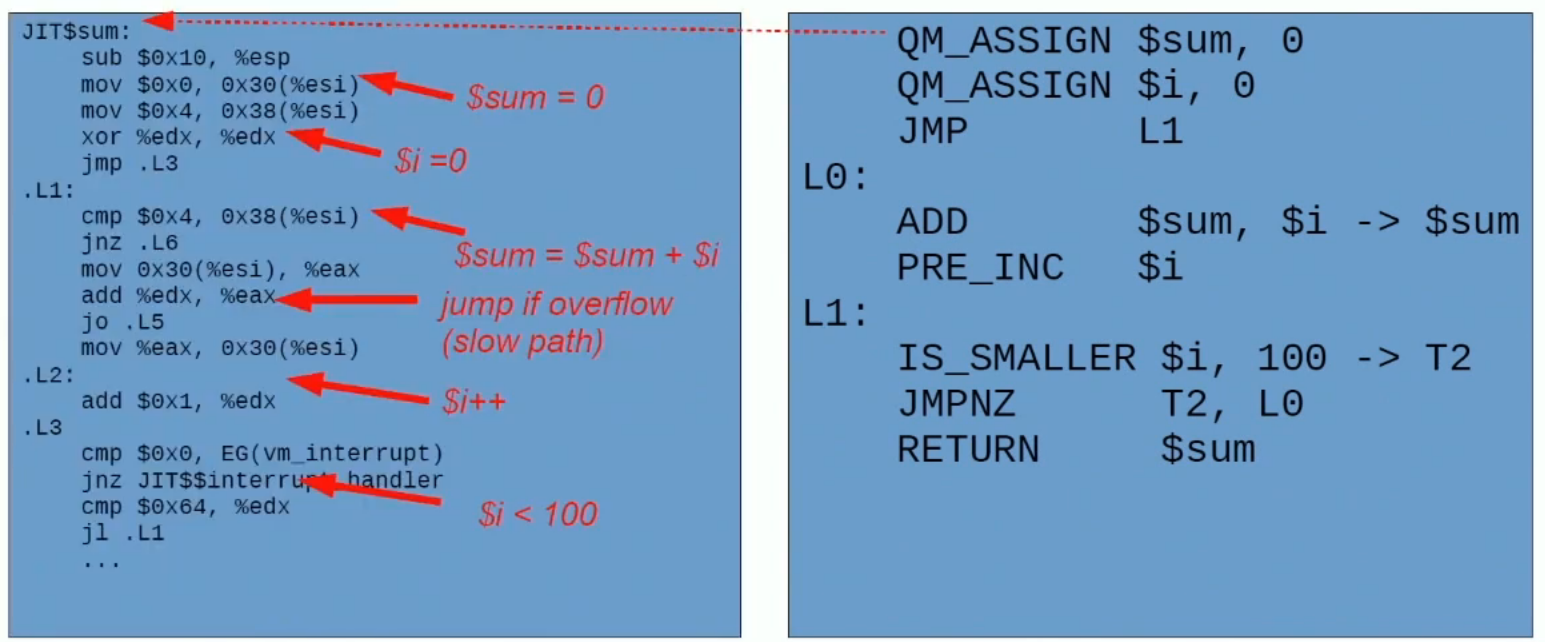 JIT$sum:
sub $0x10, %esp
mov $0x0, 0x30(%esi)
$sum = 0
mov $0x4, 0x38(%esi)
xor %edx, %edx
$i =0
jmp .L3
.L1:
cmp $0x4, 0x38(%esi)
jnz .L6
$sum = $sum + $i
mov 0x30(%esi), %eax
add %edx, %eax
jump if overflow
(slow path)
jo .L5
mov %eax, 0x30(%esi)
.L2:
add $0x1, %edx
$i++
.L3
cmp $0x0, EG(vm_interrupt)
jnz JIT$$interrupt_handler
cmp $0x64, %edx
$i < 100
jl .L1
...
QM_ASSIGN $sum, 0
QM_ASSIGN $i, 0
JMP L1
L0:
ADD $sum, $i -> $sum
PRE_INC $i
L1:
IS_SMALLER $i, 100 -> T2
JMPNZ T2, L0
RETURN $sum